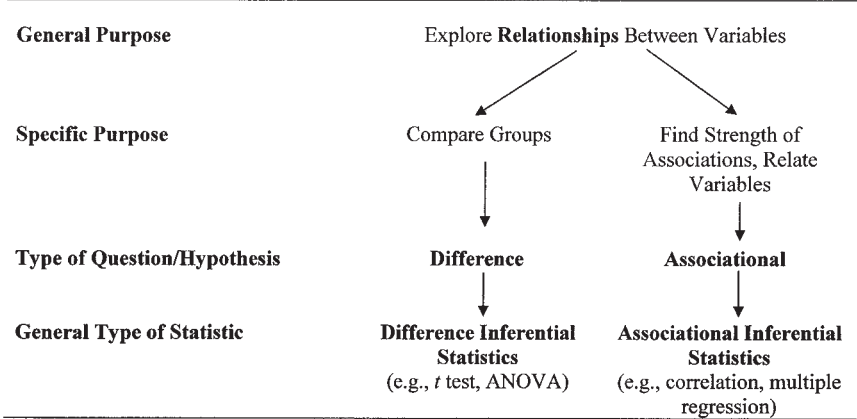 General Purpose
Explore Relationships Between Variables
Specific Purpose
Compare Groups
Find Strength of
Associations, Relate
Variables
Type of Question/Hypothesis
Difference
Associational
General Type of Statistic
Difference Inferential
Statistics
(e.g., t test, ANOVA)
Associational Inferential
Statistics
(e.g., correlation, multiple
regression)